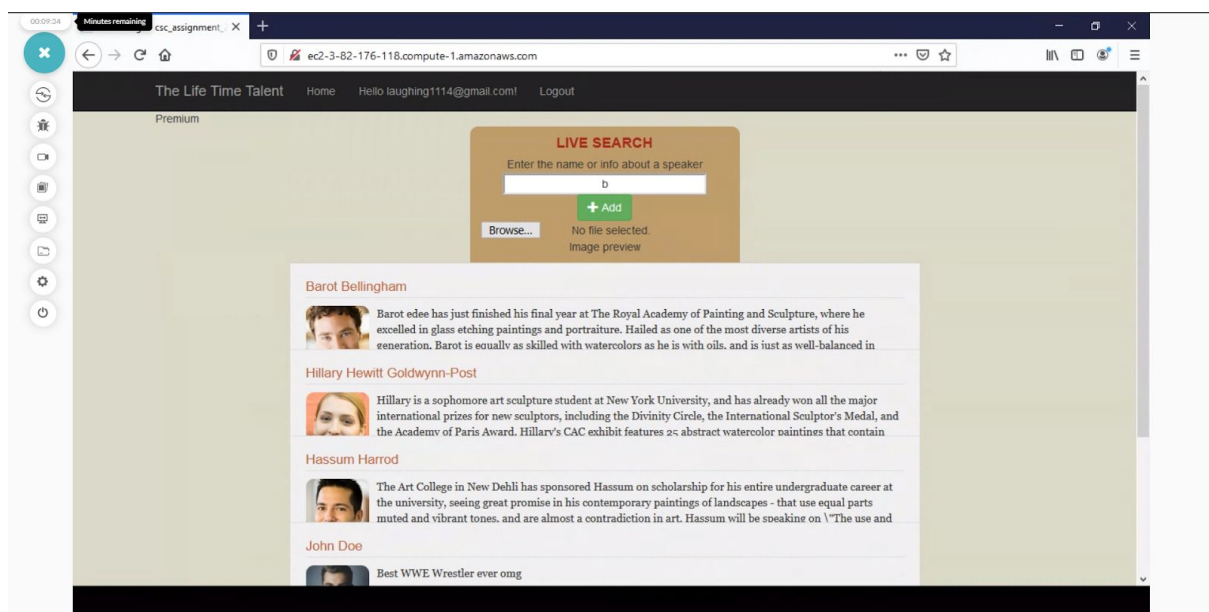 00:09:34 Minutes remaining csc_assignment_
ec2-3-82-176-118.compute-1.amazonaws.com
The Life Time Talent Home Hello laughing1114@gmail.com! Logout
Premium
LIVE SEARCH
Enter the name or info about a speaker
b
+ Add
Browse... No file selected.
Image preview
Barot Bellingham
Barot edee has just finished his final year at The Royal Academy of Painting and Sculpture, where he
excelled in glass etching paintings and portraiture. Hailed as one of the most diverse artists of his
generation, Barot is equally as skilled with watercolors as he is with oils, and is just as well-balanced in
Hillary Hewitt Goldwynn-Post
Hillary is a sophomore art sculpture student at New York University, and has already won all the major
international prizes for new sculptors, including the Divinity Circle, the International Sculptor's Medal, and
the Academy of Paris Award. Hillary's CAC exhibit features 25 abstract watercolor paintings that contain
Hassum Harrod
The Art College in New Dehli has sponsored Hassum on scholarship for his entire undergraduate career at
the university, seeing great promise in his contemporary paintings of landscapes - that use equal parts
muted and vibrant tones, and are almost a contradiction in art. Hassum will be speaking on \"The use and
John Doe
Best WWE Wrestler ever omg